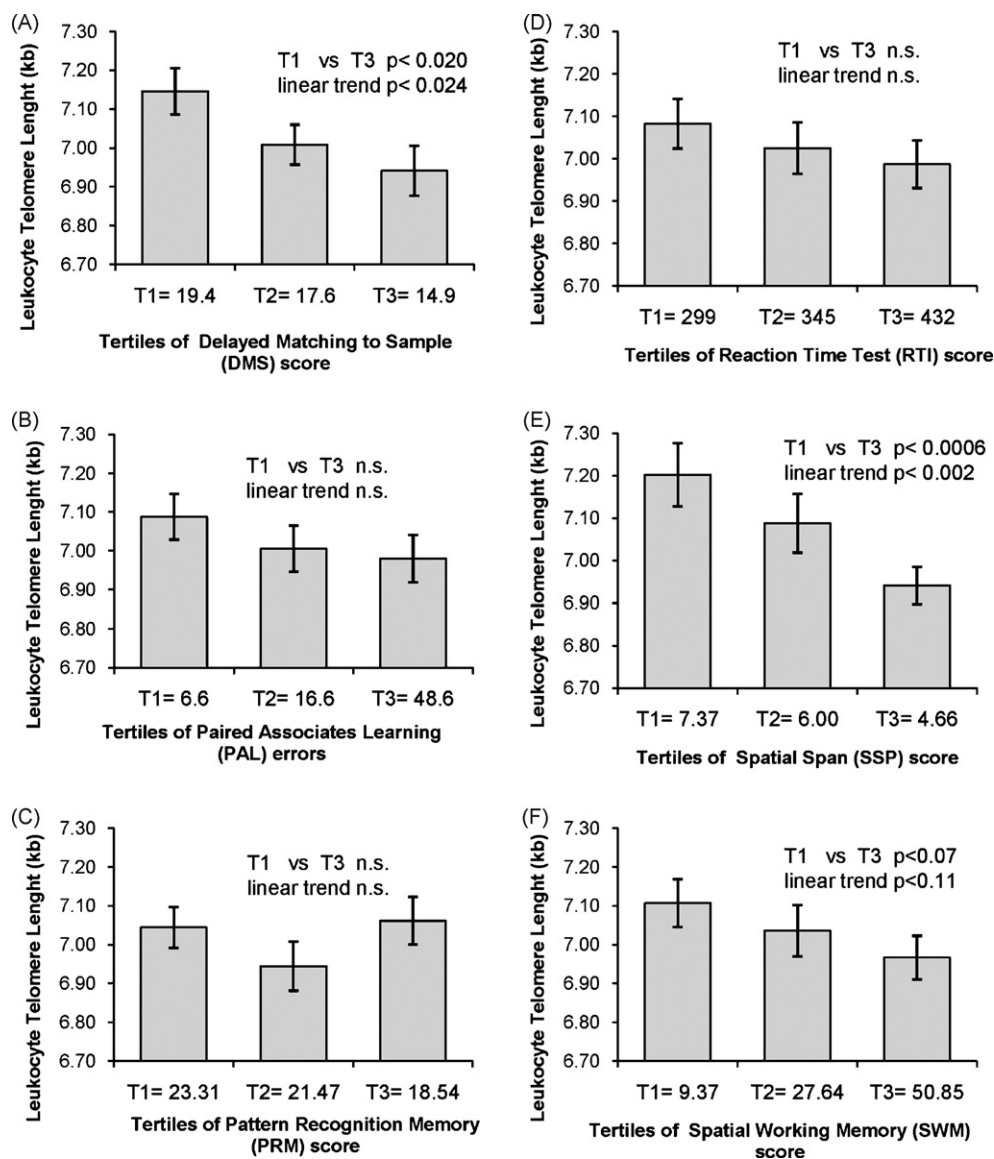 (A)
Leukocyte Telomere Lenght (kb)
7.30
7.20
7.10
7.00
6.90
6.80
6.70
T1 vs T3 p< 0.020
linear trend p< 0.024
T1= 19.4 T2= 17.6 T3= 14.9
Tertiles of Delayed Matching to Sample
(DMS) score
(B)
Leukocyte Telomere Lenght (kb)
7.30
7.20
7.10
7.00
6.90
6.80
6.70
T1 vs T3 n.s.
linear trend n.s.
T1= 6.6 T2= 16.6 T3= 48.6
Tertiles of Paired Associates Learning
(PAL) errors
(C)
Leukocyte Telomere Lenght (kb)
7.30
7.20
7.10
7.00
6.90
6.80
6.70
T1 vs T3 n.s.
linear trend n.s.
T1= 23.31 T2= 21.47 T3= 18.54
Tertiles of Pattern Recognition Memory
(PRM) score
(D)
Leukocyte Telomere Lenght (kb)
7.30
7.20
7.10
7.00
6.90
6.80
6.70
T1 vs T3 n.s.
linear trend n.s.
T1= 299 T2= 345 T3= 432
Tertiles of Reaction Time Test (RTI) score
(E)
Leukocyte Telomere Lenght (kb)
7.30
7.20
7.10
7.00
6.90
6.80
6.70
T1 vs T3 p< 0.0006
linear trend p< 0.002
T1= 7.37 T2= 6.00 T3= 4.66
Tertiles of Spatial Span (SSP) score
(F)
Leukocyte Telomere Lenght (kb)
7.30
7.20
7.10
7.00
6.90
6.80
6.70
T1 vs T3 p<0.07
linear trend p<0.11
T1= 9.37 T2= 27.64 T3= 50.85
Tertiles of Spatial Working Memory (SWM)
score